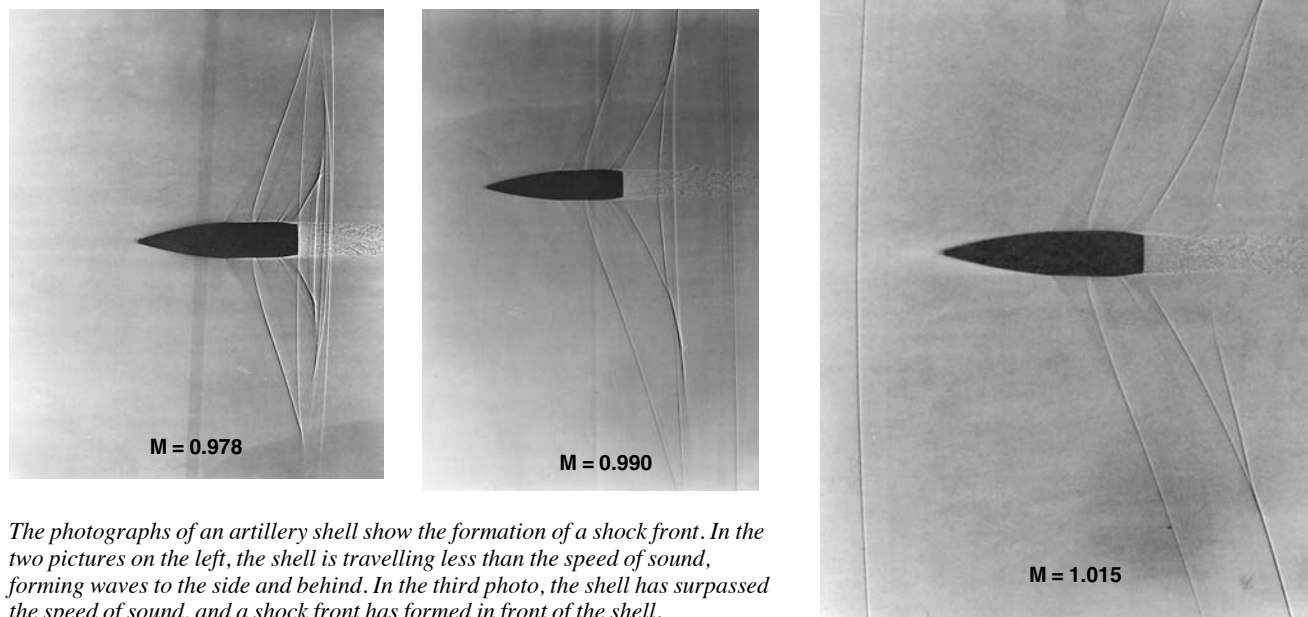 M = 0.978
M = 0.990
M = 1.015
The photographs of an artillery shell show the formation of a shock front. In the
two pictures on the left, the shell is travelling less than the speed of sound,
forming waves to the side and behind. In the third photo, the shell has surpassed
the speed of sound, and a shock front has formed in front of the shell.